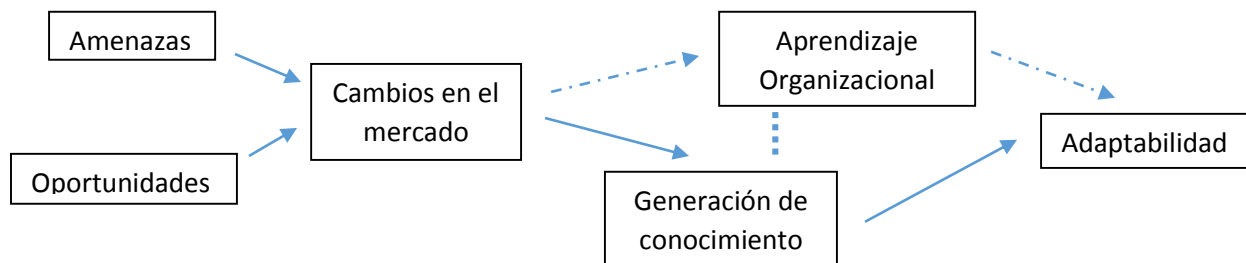 Amenazas
Oportunidades
Cambios en el
mercado
Aprendizaje
Organizacional
Generación de
conocimiento
Adaptabilidad